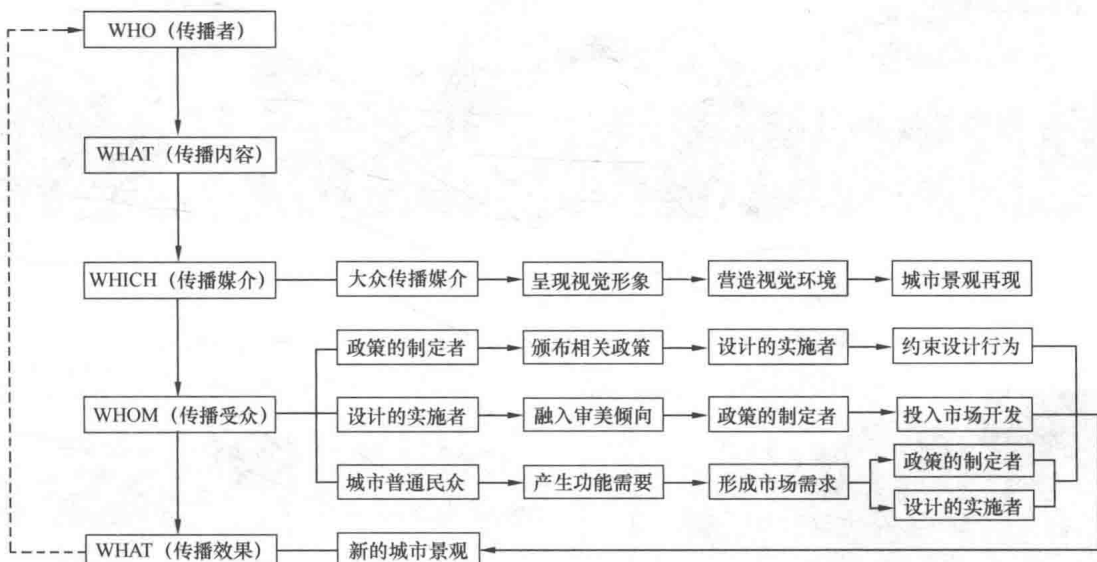 WHO（传播者）
WHAT（传播内容）
WHICH（传播媒介）
大众传播媒介
呈现视觉形象
营造视觉环境
城市景观再现
政策的制定者
颁布相关政策
设计的实施者
约束设计行为
WHOM（传播受众）
设计的实施者
融入审美倾向
政策的制定者
投入市场开发
城市普通民众
产生功能需要
形成市场需求
政策的制定者
设计的实施者
WHAT（传播效果）
新的城市景观